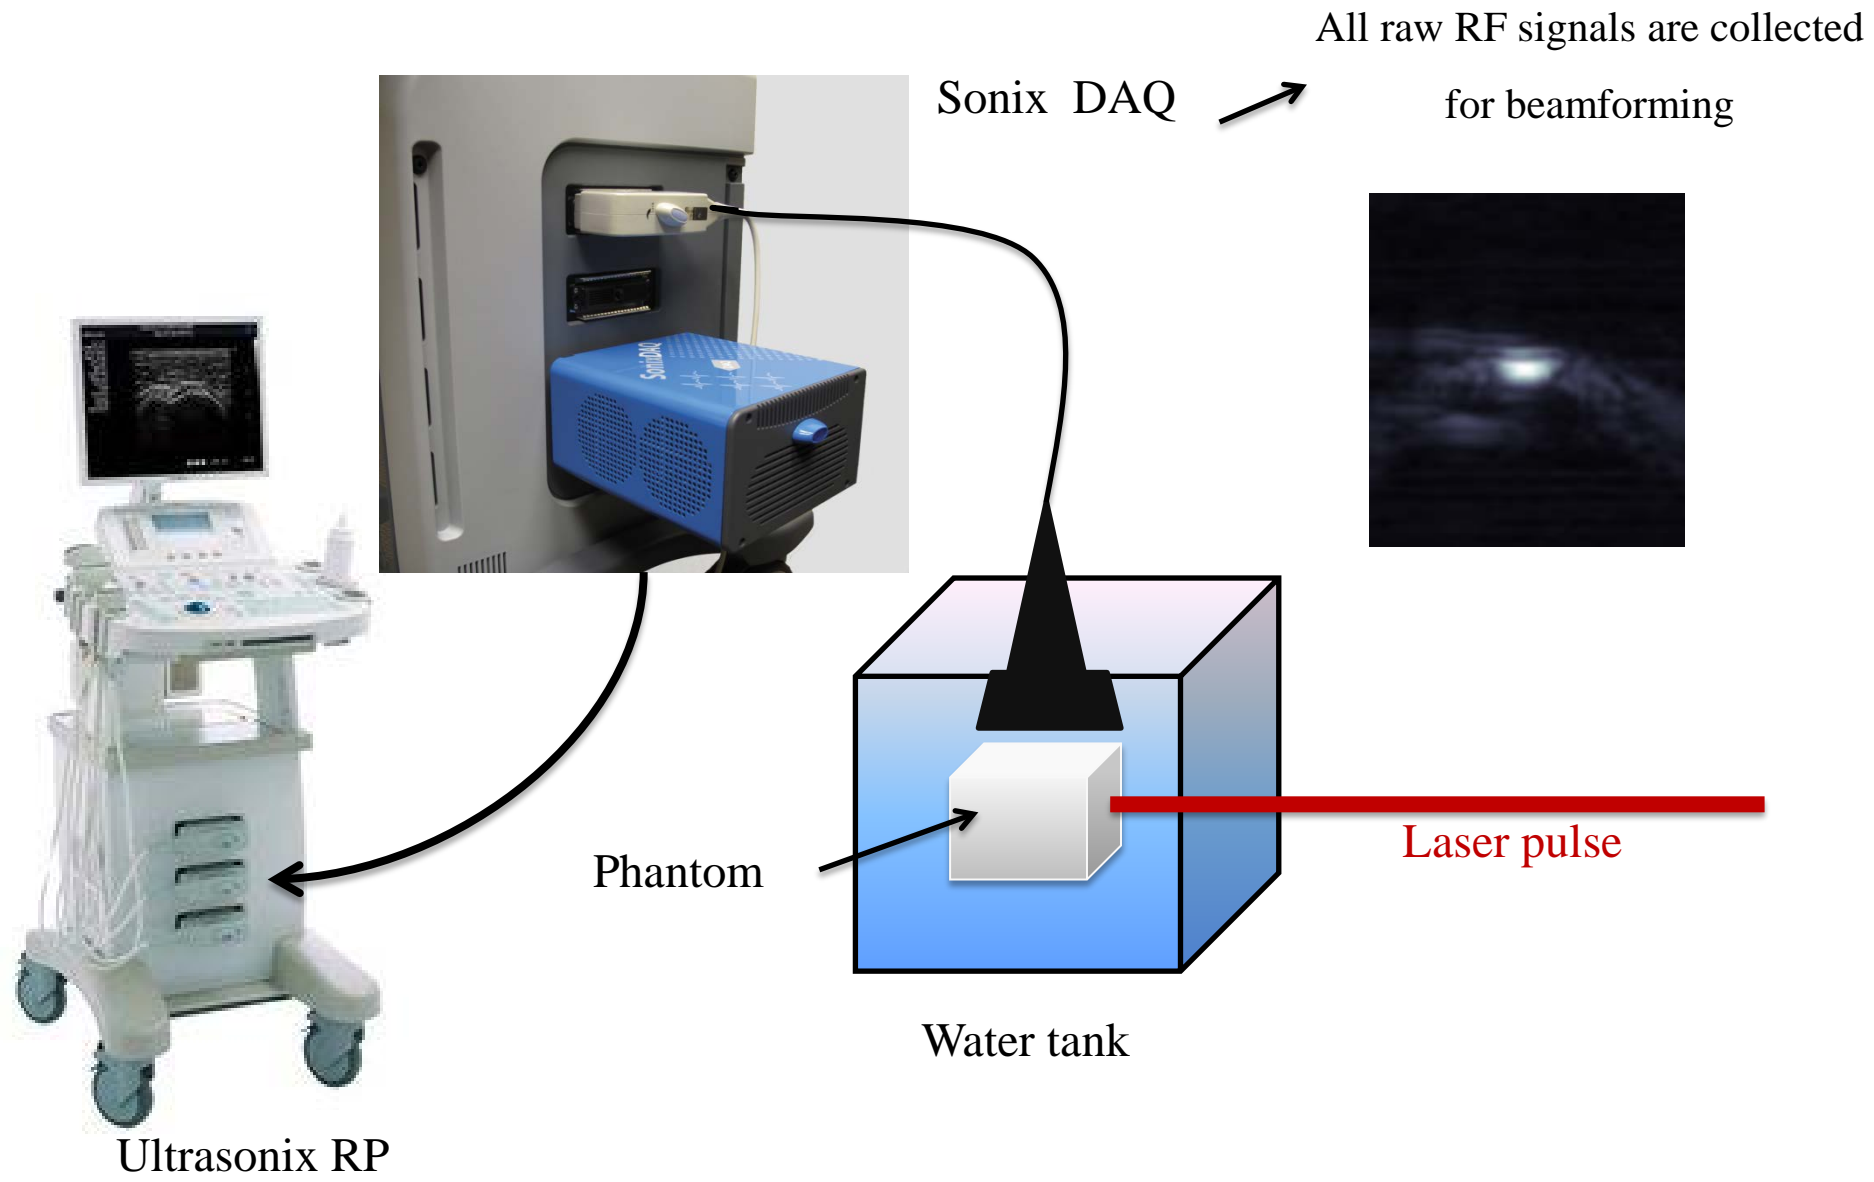 All raw RF signals are collected
Sonix DAQ
for beamforming
SonixDAQ
Phantom
Laser pulse
Water tank
Ultrasonix RP